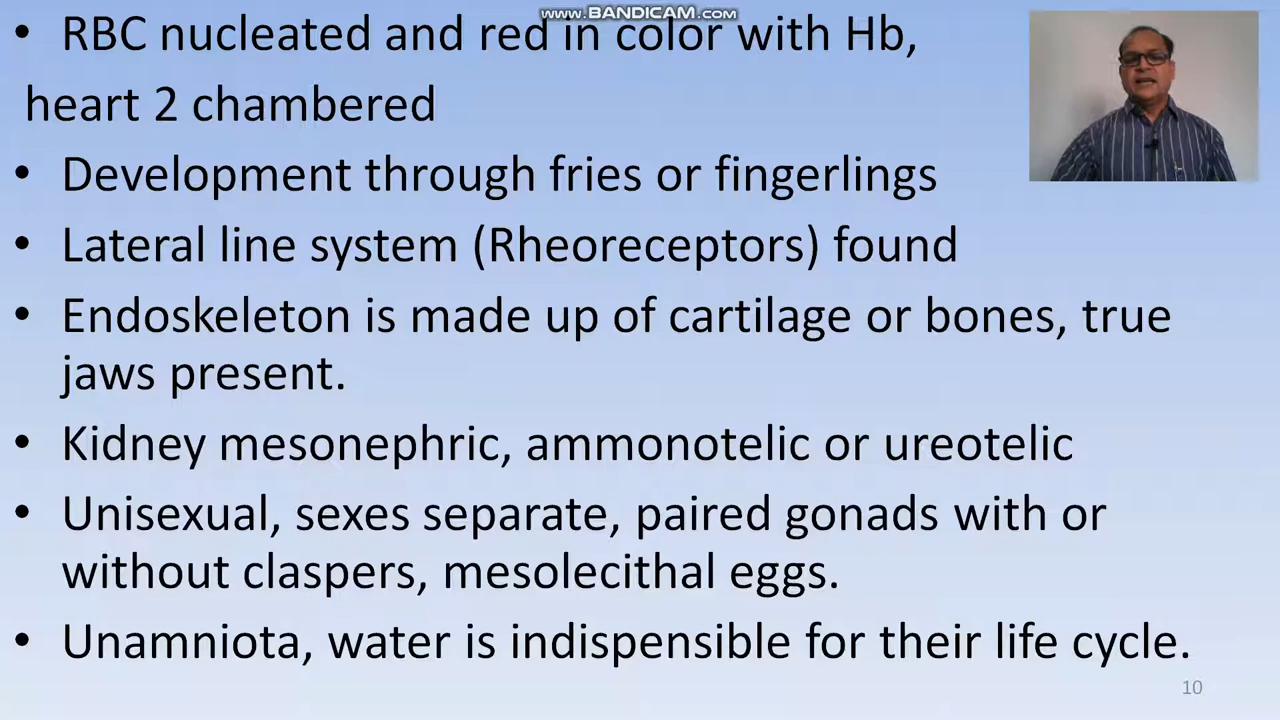 www.BANDICAM.com
• RBC nucleated and red in color with Hb,
heart 2 chambered
• Development through fries or fingerlings
• Lateral line system (Rheoreceptors) found
• Endoskeleton is made up of cartilage or bones, true
jaws present.
• Kidney mesonephric, ammonotelic or ureotelic
• Unisexual, sexes separate, paired gonads with or
without claspers, mesolecithal eggs.
• Unamniota, water is indispensible for their life cycle.
10